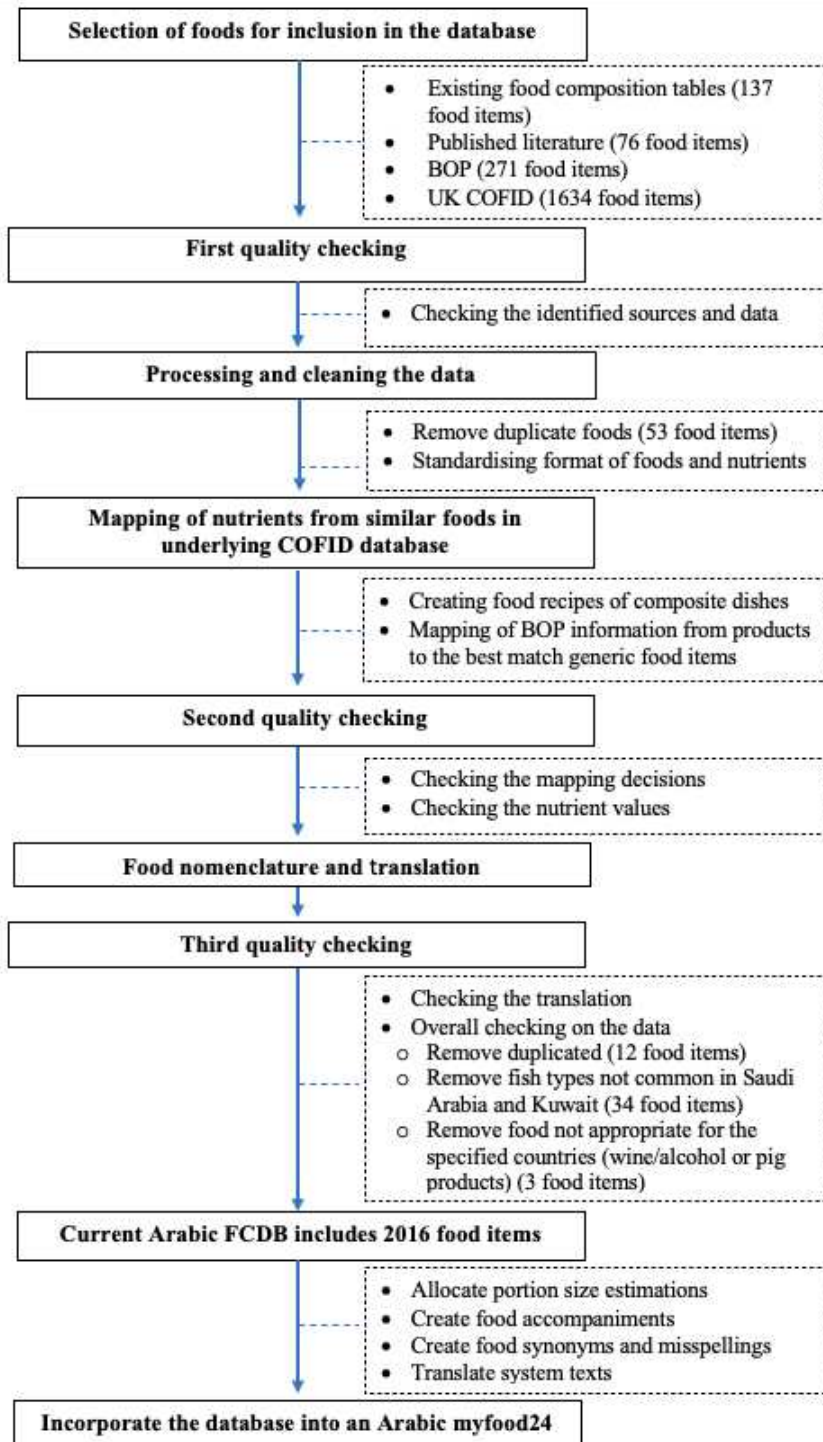 Selection of foods for inclusion in the database
• Existing food composition tables (137
food items)
• Published literature (76 food items)
• BOP (271 food items)
• UK COFID (1634 food items)
First quality checking
• Checking the identified sources and data
Processing and cleaning the data
• Remove duplicate foods (53 food items)
• Standardising format of foods and nutrients
Mapping of nutrients from similar foods in
underlying COFID database
• Creating food recipes of composite dishes
• Mapping of BOP information from products
to the best match generic food items
Second quality checking
• Checking the mapping decisions
• Checking the nutrient values
Food nomenclature and translation
Third quality checking
• Checking the translation
• Overall checking on the data
o Remove duplicated (12 food items)
o Remove fish types not common in Saudi
Arabia and Kuwait (34 food items)
o Remove food not appropriate for the
specified countries (wine/alcohol or pig
products) (3 food items)
Current Arabic FCDB includes 2016 food items
• Allocate portion size estimations
• Create food accompaniments
• Create food synonyms and misspellings
• Translate system texts
Incorporate the database into an Arabic myfood24